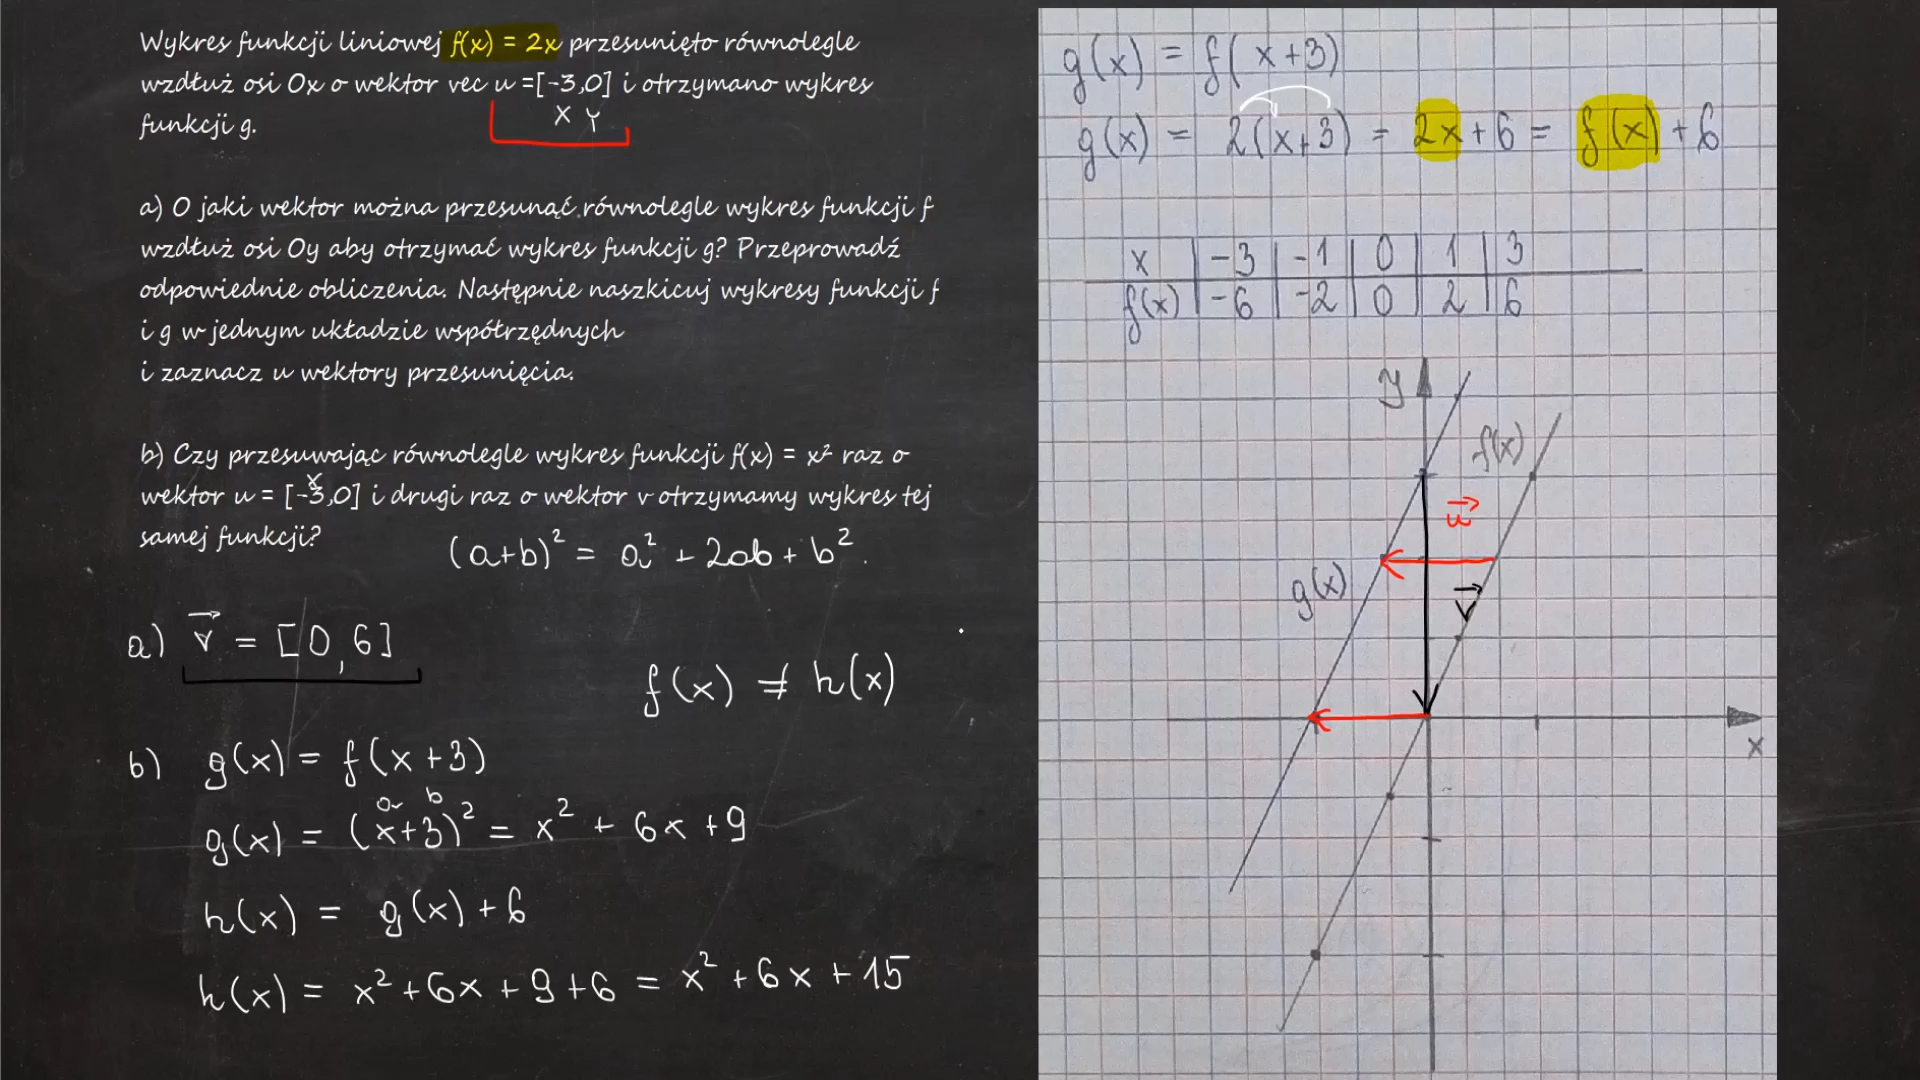 Wykres funkcji liniowej f(x) = 2x przesunięto równolegle
wzdłuż osi Ox o wektor vec u =[-3,0] i otrzymano wykres
X Y
funkcji g.
a) O jaki wektor można przesunąć równolegle wykres funkcji f
wzdłuż osi Oy aby otrzymać wykres funkcji g? Przeprowadź
odpowiednie obliczenia. Następnie naszkicuj wykresy funkcji f
i g w jednym układzie współrzędnych
i zaznacz u wektory przesunięcia.
b) Czy przesuwając równolegle wykres funkcji f(x) = x² raz o
x
wektor u = [-3,0] i drugi raz o wektor v otrzymamy wykres tej
samej funkcji?
(a+b)² = a² + 2ab + b².
a) v⃗ = [0,6]
f(x) ≠ h(x)
b) g(x) = f(x+3)
a b
g(x) = (x+3)² = x² + 6x + 9
h(x) = g(x) + 6
h(x) = x² + 6x + 9 + 6 = x² + 6x + 15
g(x) = f(x+3)
g(x) = 2(x+3) = 2x + 6 = f(x) + 6
x | -3 | -1 | 0 | 1 | 3
f(x) | -6 | -2 | 0 | 2 | 6
y
f(x)
u⃗
g(x)
v⃗
x